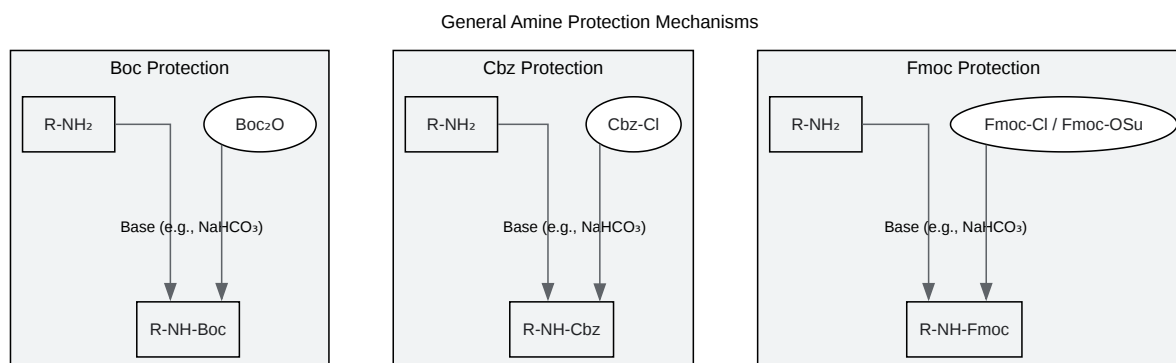 General Amine Protection Mechanisms
Boc Protection
R-NH₂
Boc₂O
Base (e.g., NaHCO₃)
R-NH-Boc
Cbz Protection
R-NH₂
Cbz-Cl
Base (e.g., NaHCO₃)
R-NH-Cbz
Fmoc Protection
R-NH₂
Fmoc-Cl / Fmoc-OSu
Base (e.g., NaHCO₃)
R-NH-Fmoc